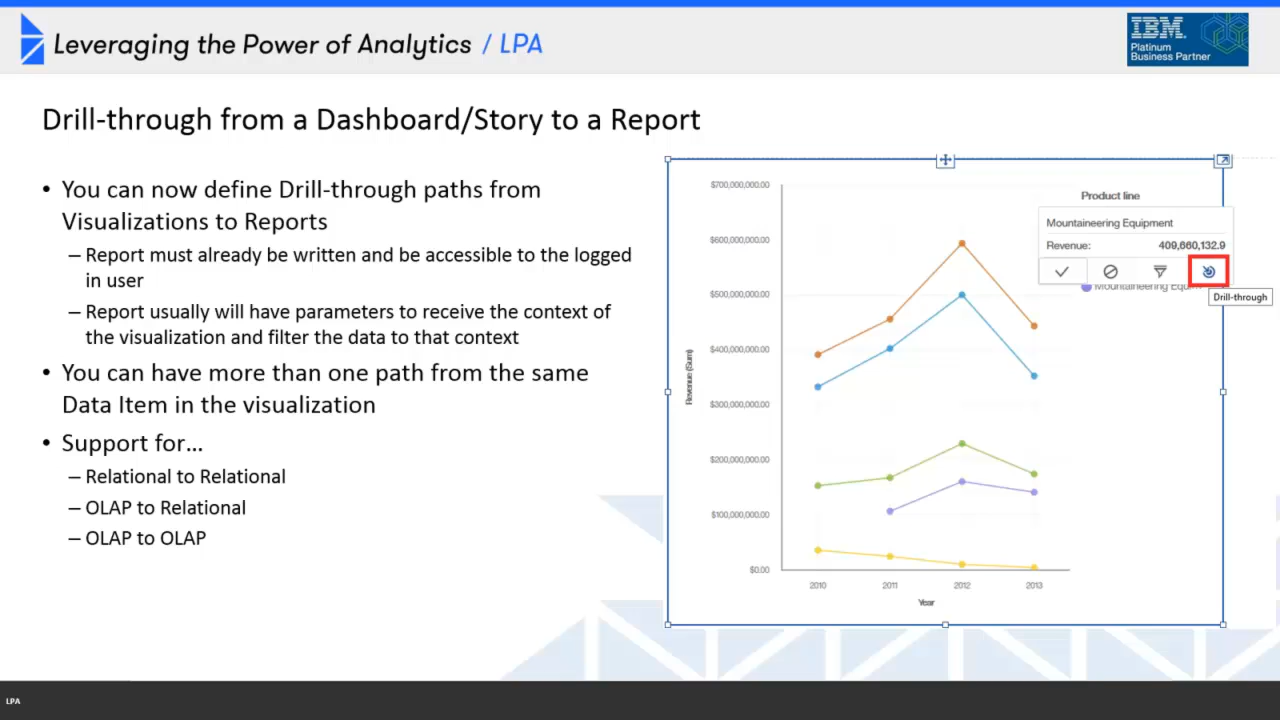 Leveraging the Power of Analytics / LPA
IBM
Platinum
Business Partner
Drill-through from a Dashboard/Story to a Report
• You can now define Drill-through paths from
Visualizations to Reports
– Report must already be written and be accessible to the logged
in user
– Report usually will have parameters to receive the context of
the visualization and filter the data to that context
• You can have more than one path from the same
Data Item in the visualization
• Support for…
– Relational to Relational
– OLAP to Relational
– OLAP to OLAP
Product line
Mountaineering Equipment
Revenue: 409,660,132.9
Drill-through
Mountaineering
$700,000,000.00
$600,000,000.00
$500,000,000.00
$400,000,000.00
$300,000,000.00
$200,000,000.00
$100,000,000.00
$0.00
Revenue (Sum)
2010 2011 2012 2013
Year
LPA